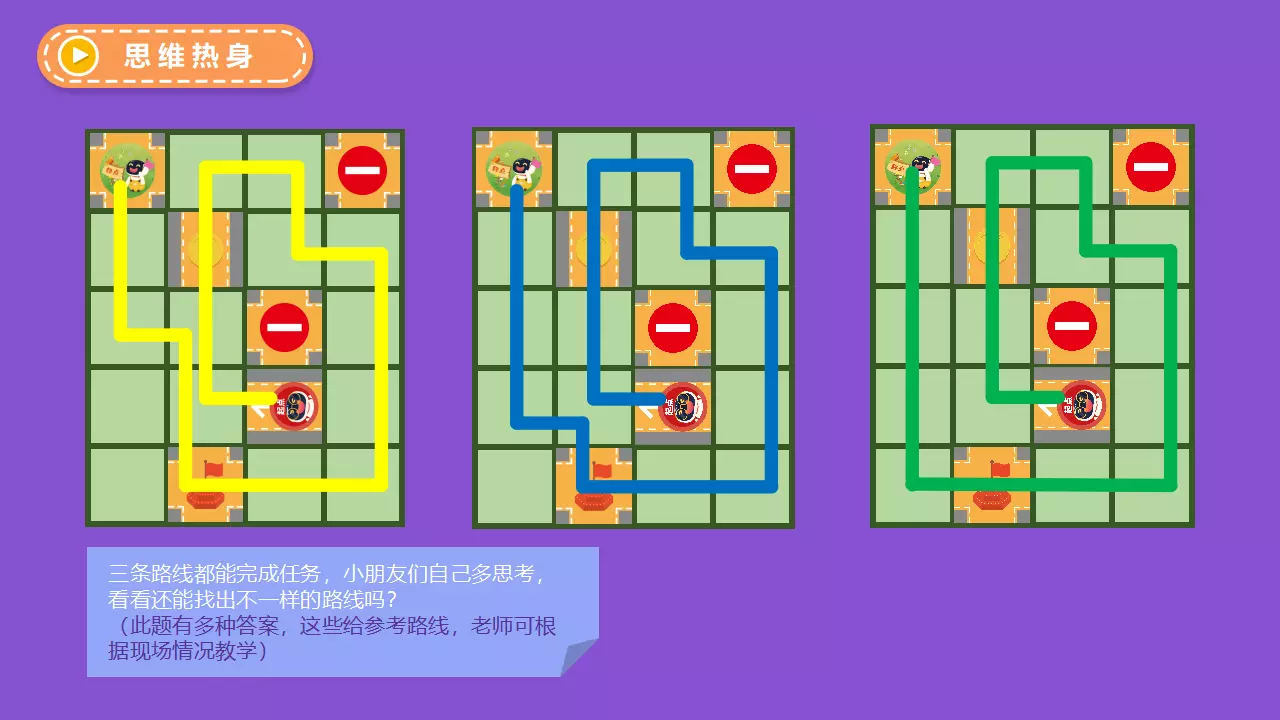 思维热身
三条路线都能完成任务，小朋友们自己多思考，
看看还能找出不一样的路线吗？
（此题有多种答案，这些给参考路线，老师可根
据现场情况教学）